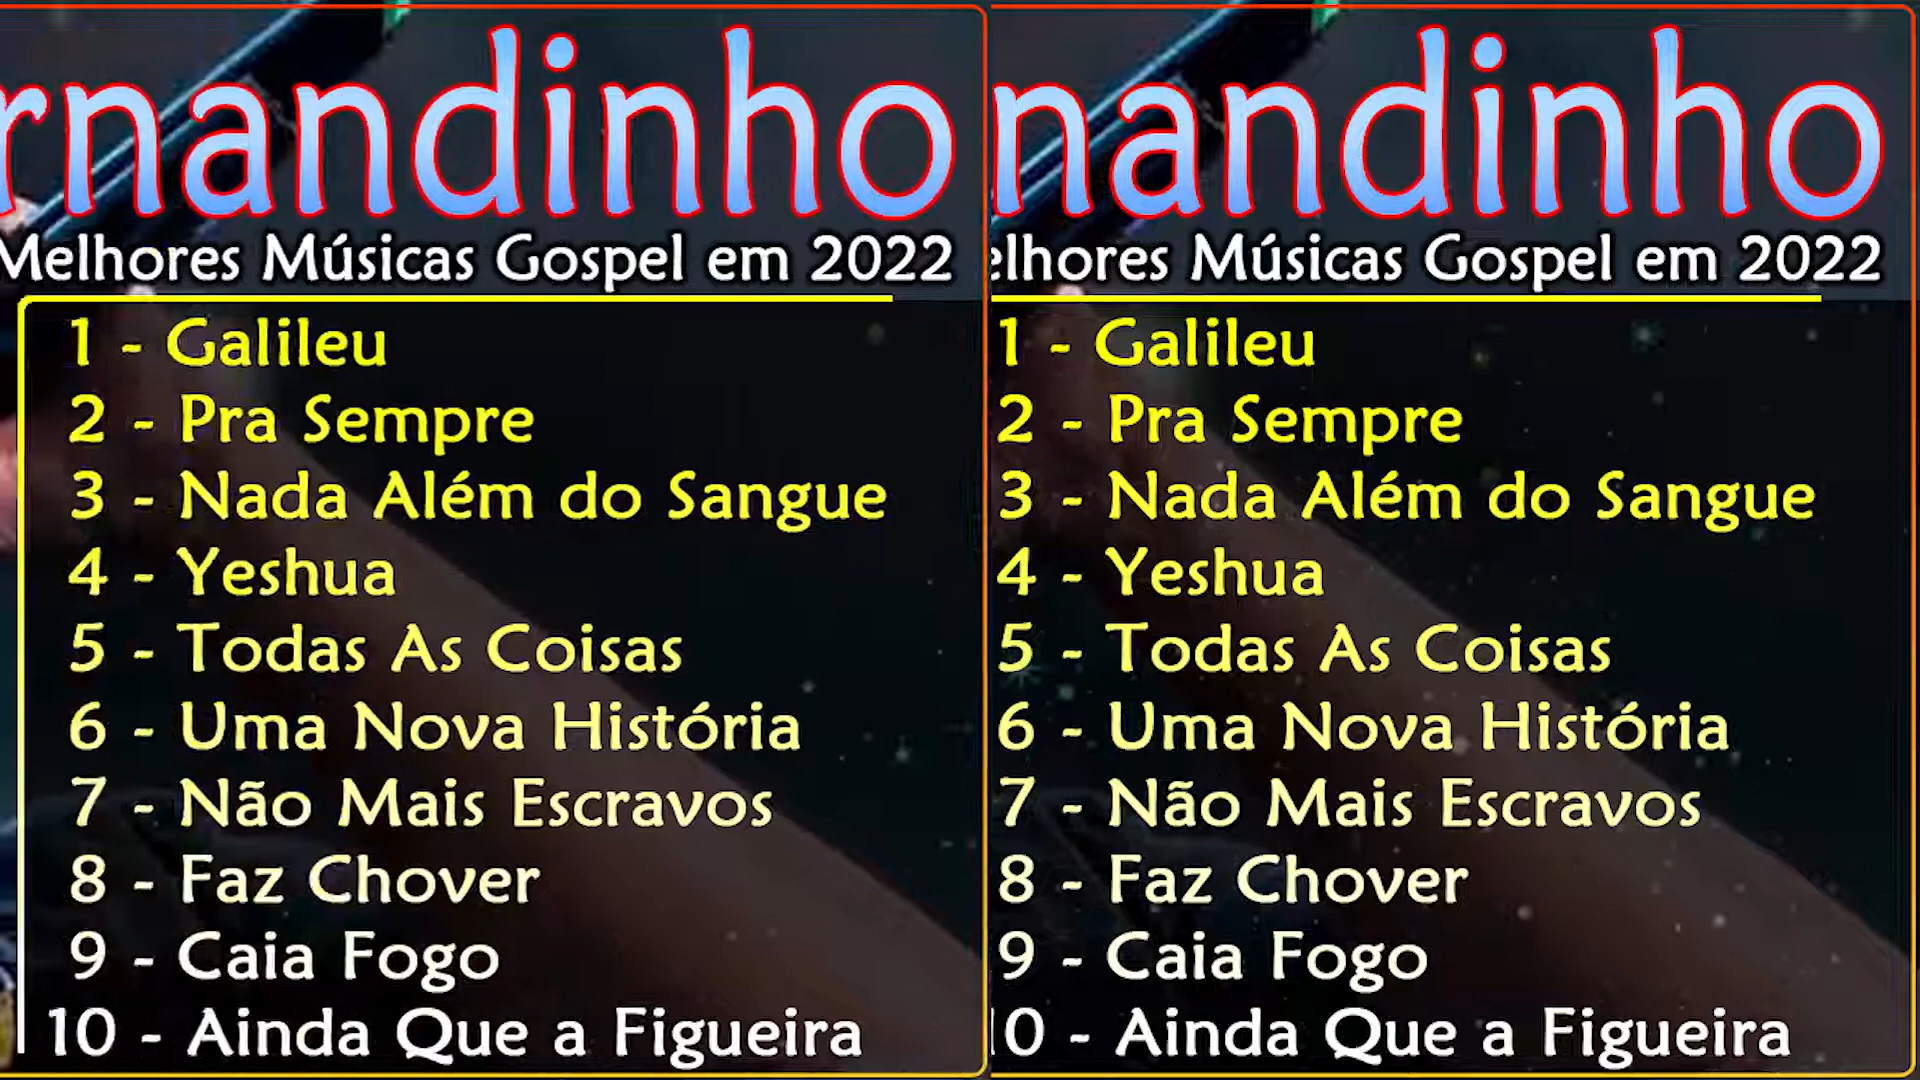 rnandinho
Melhores Músicas Gospel em 2022
1 - Galileu
2 - Pra Sempre
3 - Nada Além do Sangue
4 - Yeshua
5 - Todas As Coisas
6 - Uma Nova História
7 - Não Mais Escravos
8 - Faz Chover
9 - Caia Fogo
10 - Ainda Que a Figueira
nandinho
elhores Músicas Gospel em 2022
1 - Galileu
2 - Pra Sempre
3 - Nada Além do Sangue
4 - Yeshua
5 - Todas As Coisas
6 - Uma Nova História
7 - Não Mais Escravos
8 - Faz Chover
9 - Caia Fogo
10 - Ainda Que a Figueira